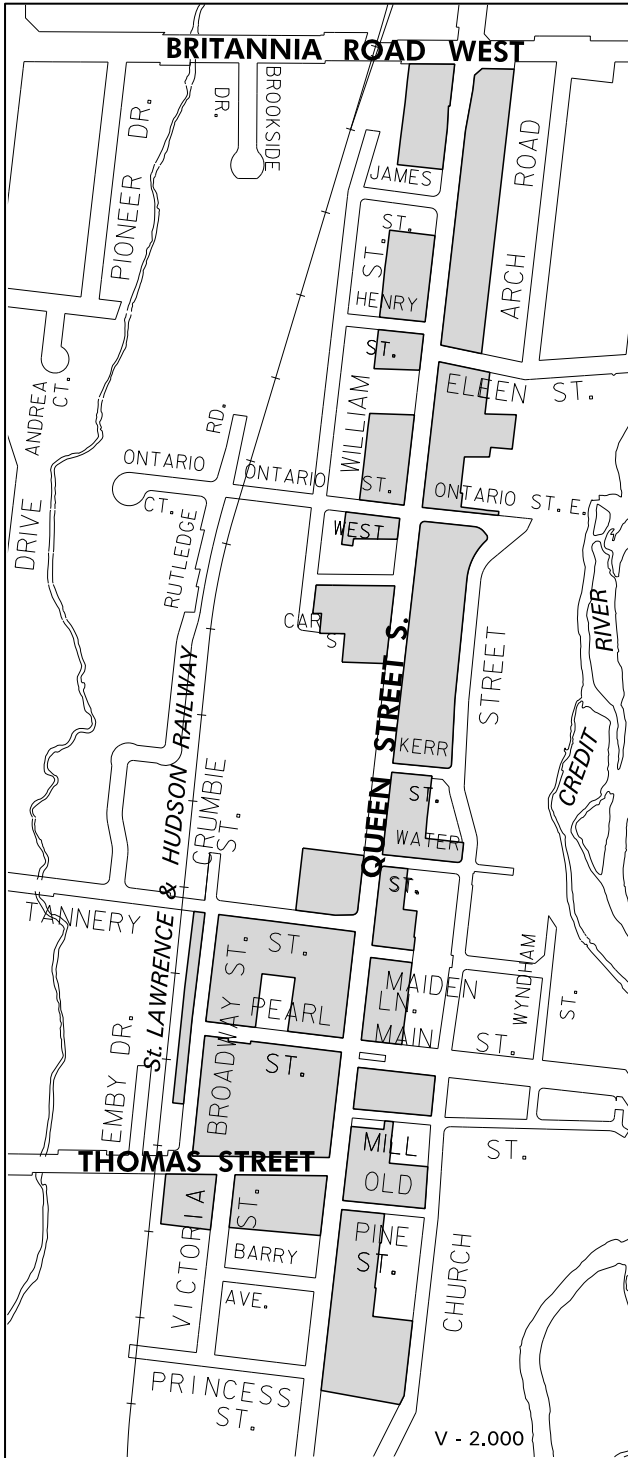 BRITANNIA ROAD WEST
PIONEER DR.
BROOKSIDE
DR.
JAMES
ST.
ARCH ROAD
HENRY
ST.
WILLIAM
ST.
ELEEN ST.
ANDREA
CT.
DRIVE
ONTARIO
CT.
RD.
RUTLEDGE
ONTARIO
ST.
WEST
ONTARIO ST. E.
CAR
S
QUEEN STREET S.
STREET
RIVER
CREDIT
KERR
ST.
WATER
ST.
St. LAWRENCE & HUDSON RAILWAY
CRUMBIE
ST.
TANNERY
ST.
BROADWAY ST.
PEARL
ST.
MAIDEN
LN.
MAIN
ST.
WYNDHAM
ST.
EMBY DR.
THOMAS STREET
MILL
ST.
OLD
PINE
ST.
VICTORIA
ST.
BARRY
AVE.
CHURCH
PRINCESS
ST.
V - 2.000